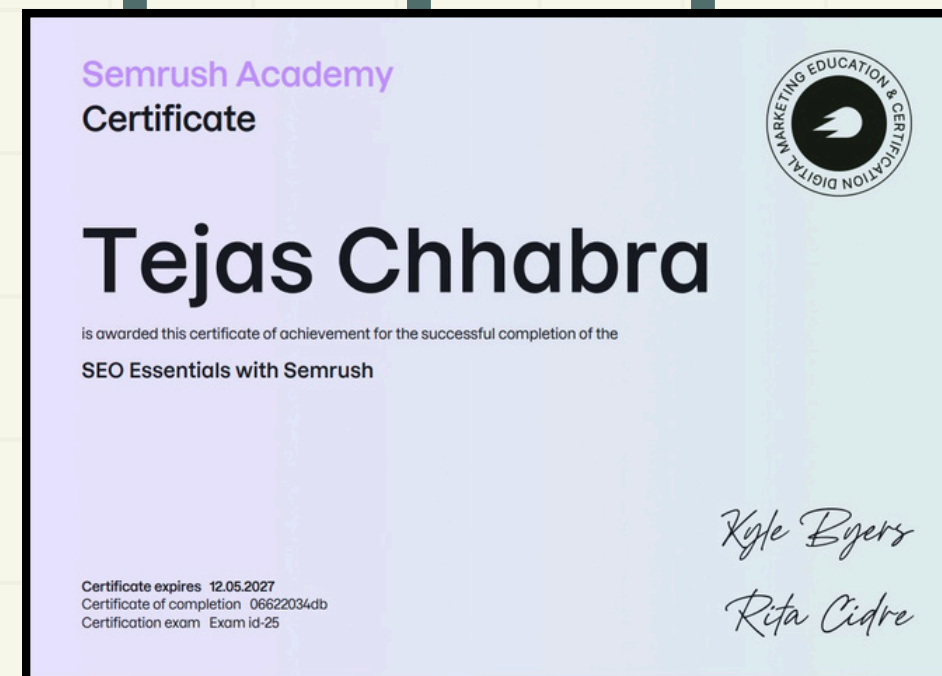 Semrush Academy
Certificate
DIGITAL MARKETING EDUCATION & CERTIFICATION
Tejas Chhabra
is awarded this certificate of achievement for the successful completion of the
SEO Essentials with Semrush
Kyle Byers
Certificate expires 12.05.2027
Certificate of completion 06622034db
Rita Cidre
Certification exam Exam id-25